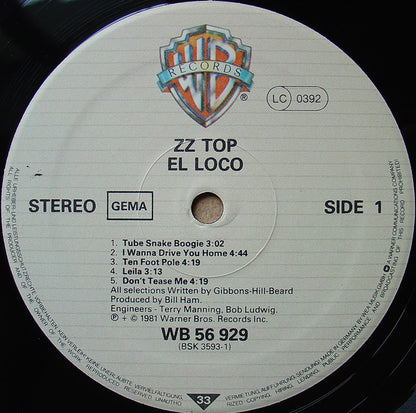 WB
RECORDS
®
LC 0392
ZZ TOP
EL LOCO
STEREO
GEMA
SIDE 1
1. Tube Snake Boogie 3:02
2. I Wanna Drive You Home 4:44
3. Ten Foot Pole 4:19
4. Leila 3:13
5. Don't Tease Me 4:19
All selections Written by Gibbons-Hill-Beard
Produced by Bill Ham.
Engineers - Terry Manning, Bob Ludwig.
℗ + © 1981 Warner Bros. Records Inc.
WB 56 929
(BSK 3593-1)
33